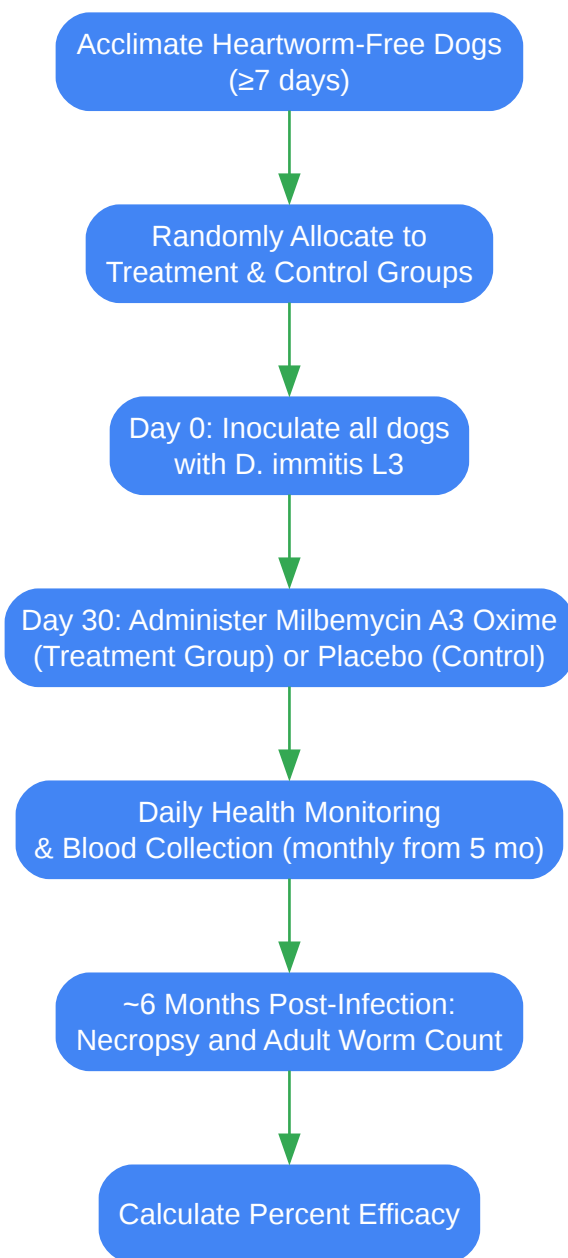 Acclimate Heartworm-Free Dogs
(≥7 days)
Randomly Allocate to
Treatment & Control Groups
Day 0: Inoculate all dogs
with D. immitis L3
Day 30: Administer Milbemycin A3 Oxime
(Treatment Group) or Placebo (Control)
Daily Health Monitoring
& Blood Collection (monthly from 5 mo)
~6 Months Post-Infection:
Necropsy and Adult Worm Count
Calculate Percent Efficacy